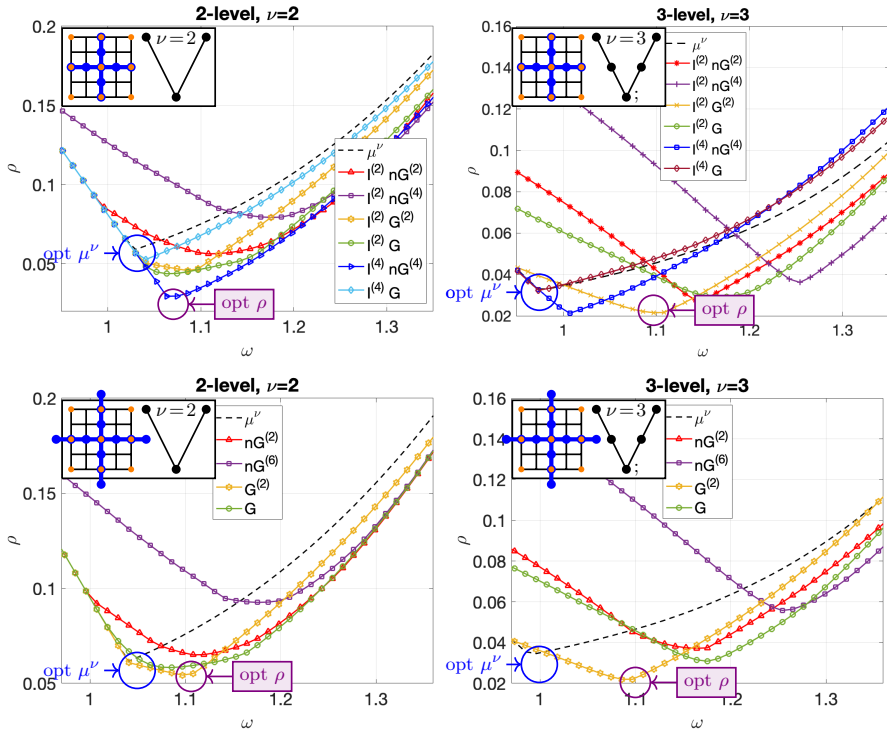 2-level, ν=2
0.2
0.15
0.1
0.05
ρ
ν = 2
μ^ν
I^(2) nG^(2)
I^(2) nG^(4)
I^(2) G^(2)
I^(2) G
I^(4) nG^(4)
I^(4) G
opt μ^ν
opt ρ
1
1.1
1.2
1.3
ω
3-level, ν=3
0.16
0.14
0.12
0.1
0.08
0.06
0.04
0.02
ρ
ν = 3
;
μ^ν
I^(2) nG^(2)
I^(2) nG^(4)
I^(2) G^(2)
I^(2) G
I^(4) nG^(4)
I^(4) G
opt μ^ν
opt ρ
1
1.1
1.2
1.3
ω
2-level, ν=2
0.2
0.15
0.1
0.05
ρ
ν = 2
μ^ν
nG^(2)
nG^(6)
G^(2)
G
opt μ^ν
opt ρ
1
1.1
1.2
1.3
ω
3-level, ν=3
0.16
0.14
0.12
0.1
0.08
0.06
0.04
0.02
ρ
ν = 3
;
μ^ν
nG^(2)
nG^(6)
G^(2)
G
opt μ^ν
opt ρ
1
1.1
1.2
1.3
ω